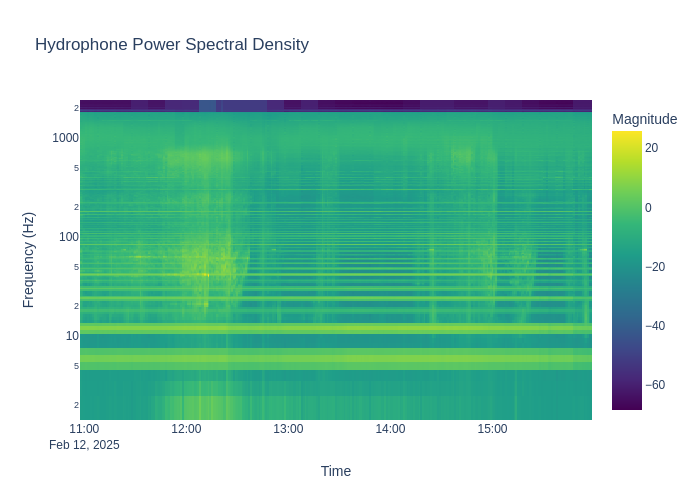 Hydrophone Power Spectral Density
Magnitude
2
1000
5
2
100
5
2
10
5
2
Frequency (Hz)
20
0
−20
−40
−60
11:00 12:00 13:00 14:00 15:00
Feb 12, 2025
Time